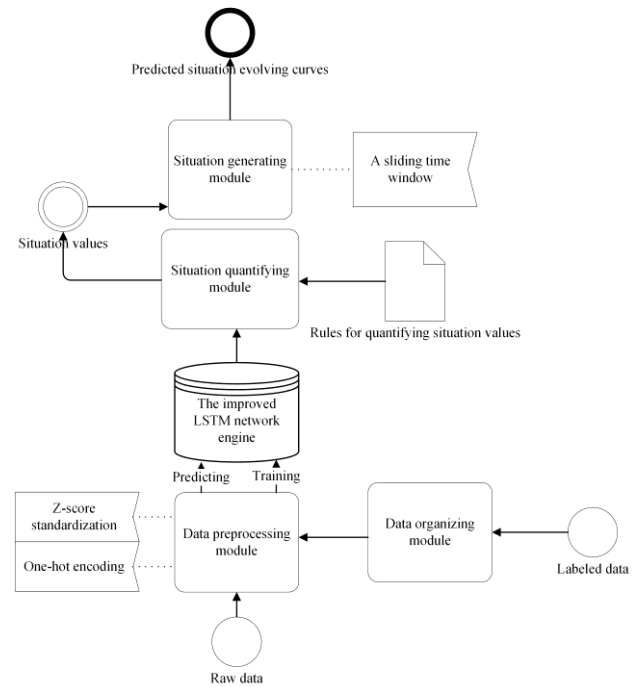 Predicted situation evolving curves
Situation generating
module
A sliding time
window
Situation values
Situation quantifying
module
Rules for quantifying situation values
The improved
LSTM network
engine
Predicting
Training
Z-score
standardization
One-hot encoding
Data preprocessing
module
Data organizing
module
Labeled data
Raw data